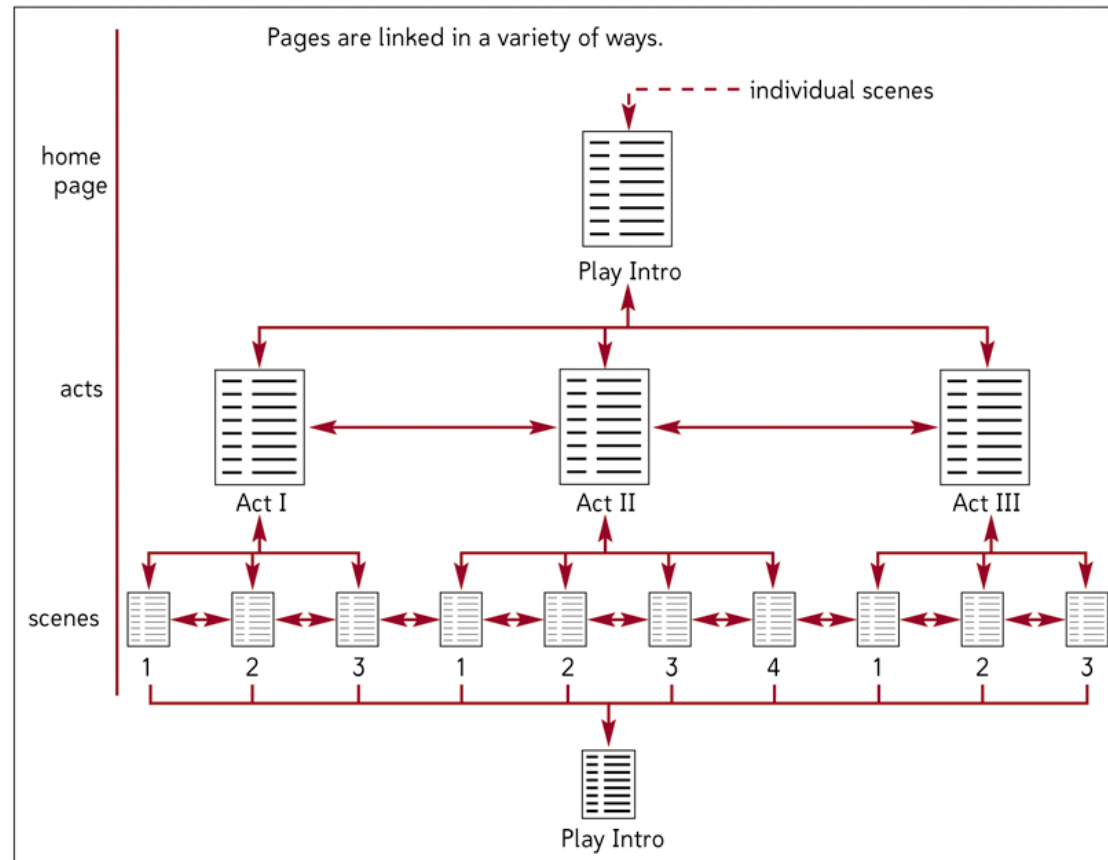 Pages are linked in a variety of ways.
individual scenes
home
page
Play Intro
acts
Act I
Act II
Act III
scenes
1 2 3 1 2 3 4 1 2 3
Play Intro